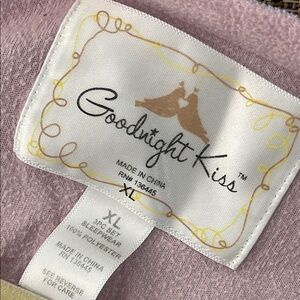 Goodnight Kiss™
MADE IN CHINA
RN# 136445
XL
XL
3PC SET
SLEEPWEAR
100% POLYESTER
MADE IN CHINA
RN 136445
SEE REVERSE
FOR CARE